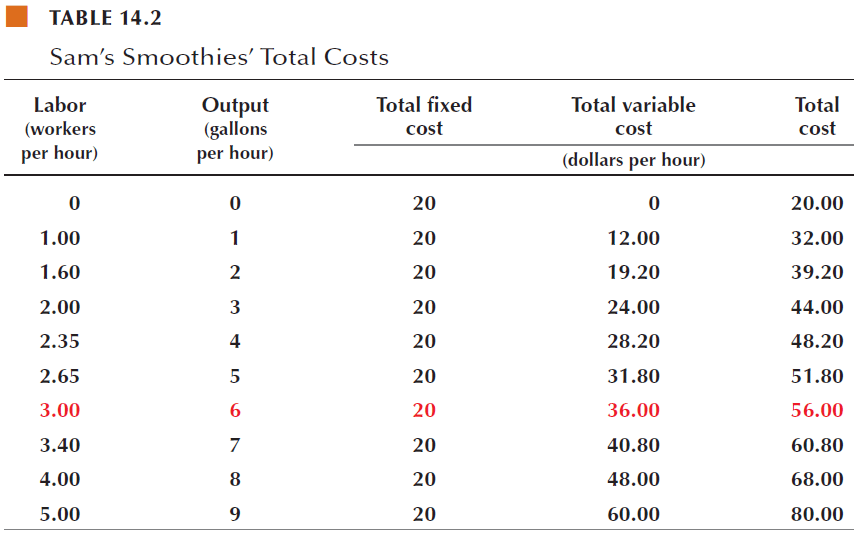 TABLE 14.2
Sam's Smoothies' Total Costs
Labor Output Total fixed Total variable Total
(workers (gallons cost cost cost
per hour) per hour) (dollars per hour)
0 0 20 0 20.00
1.00 1 20 12.00 32.00
1.60 2 20 19.20 39.20
2.00 3 20 24.00 44.00
2.35 4 20 28.20 48.20
2.65 5 20 31.80 51.80
3.00 6 20 36.00 56.00
3.40 7 20 40.80 60.80
4.00 8 20 48.00 68.00
5.00 9 20 60.00 80.00